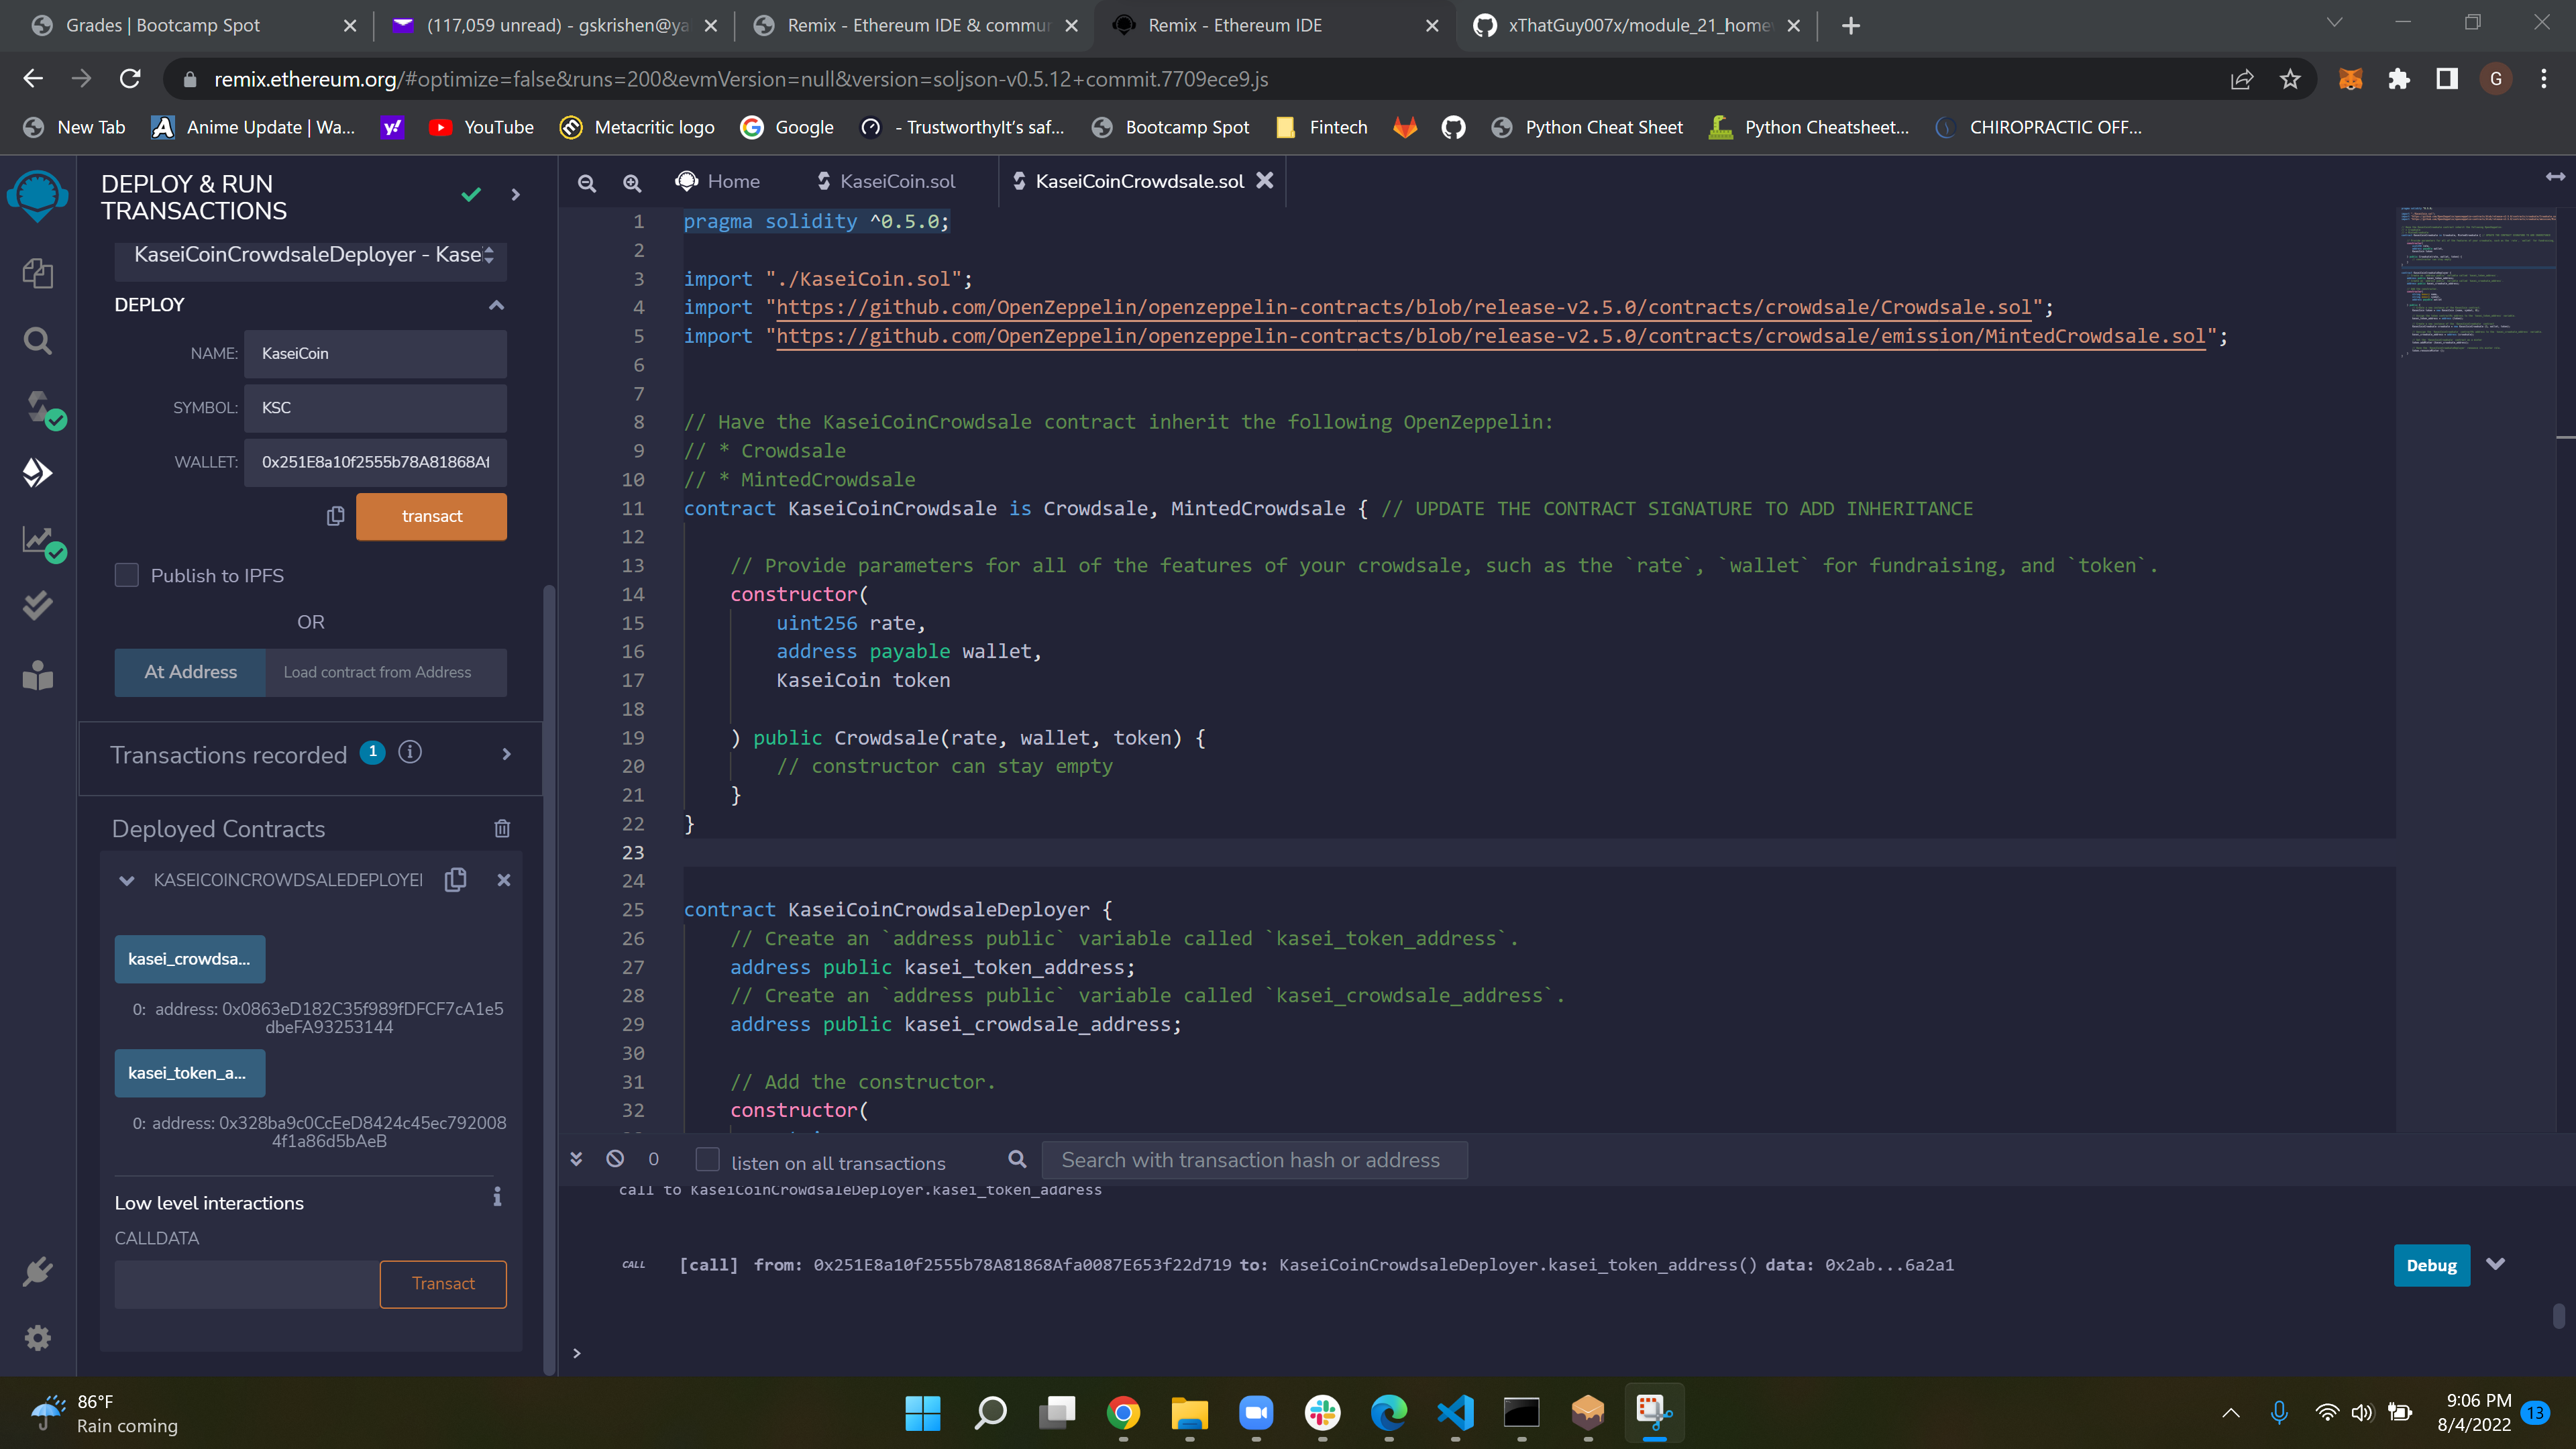 Grades | Bootcamp Spot
(117,059 unread) - gskrishen@ya
Remix - Ethereum IDE & commun
Remix - Ethereum IDE
xThatGuy007x/module_21_home
remix.ethereum.org/#optimize=false&runs=200&evmVersion=null&version=soljson-v0.5.12+commit.7709ece9.js
G
New Tab
Anime Update | Wa...
YouTube
Metacritic logo
Google
- TrustworthyIt's saf...
Bootcamp Spot
Fintech
Python Cheat Sheet
Python Cheatsheet...
CHIROPRACTIC OFF...
DEPLOY & RUN
TRANSACTIONS
KaseiCoinCrowdsaleDeployer - Kasei
DEPLOY
NAME: KaseiCoin
SYMBOL: KSC
WALLET: 0x251E8a10f2555b78A81868Af
transact
Publish to IPFS
OR
At Address
Load contract from Address
Transactions recorded 1
Deployed Contracts
KASEICOINCROWDSALEDEPLOYEI
kasei_crowdsa...
0: address: 0x0863eD182C35f989fDFCF7cA1e5
dbeFA93253144
kasei_token_a...
0: address: 0x328ba9c0CcEeD8424c45ec792008
4f1a86d5bAeB
Low level interactions
CALLDATA
Transact
Home
KaseiCoin.sol
KaseiCoinCrowdsale.sol
1 pragma solidity ^0.5.0;
2
3 import "./KaseiCoin.sol";
4 import "https://github.com/OpenZeppelin/openzeppelin-contracts/blob/release-v2.5.0/contracts/crowdsale/Crowdsale.sol";
5 import "https://github.com/OpenZeppelin/openzeppelin-contracts/blob/release-v2.5.0/contracts/crowdsale/emission/MintedCrowdsale.sol";
6
7
8 // Have the KaseiCoinCrowdsale contract inherit the following OpenZeppelin:
9 // * Crowdsale
10 // * MintedCrowdsale
11 contract KaseiCoinCrowdsale is Crowdsale, MintedCrowdsale { // UPDATE THE CONTRACT SIGNATURE TO ADD INHERITANCE
12
13 // Provide parameters for all of the features of your crowdsale, such as the `rate`, `wallet` for fundraising, and `token`.
14 constructor(
15 uint256 rate,
16 address payable wallet,
17 KaseiCoin token
18
19 ) public Crowdsale(rate, wallet, token) {
20 // constructor can stay empty
21 }
22 }
23
24
25 contract KaseiCoinCrowdsaleDeployer {
26 // Create an `address public` variable called `kasei_token_address`.
27 address public kasei_token_address;
28 // Create an `address public` variable called `kasei_crowdsale_address`.
29 address public kasei_crowdsale_address;
30
31 // Add the constructor.
32 constructor(
0
listen on all transactions
Search with transaction hash or address
call to KaseiCoinCrowdsaleDeployer.kasei_token_address
CALL [call] from: 0x251E8a10f2555b78A81868Afa0087E653f22d719 to: KaseiCoinCrowdsaleDeployer.kasei_token_address() data: 0x2ab...6a2a1
Debug
>
86°F
Rain coming
9:06 PM
8/4/2022
13